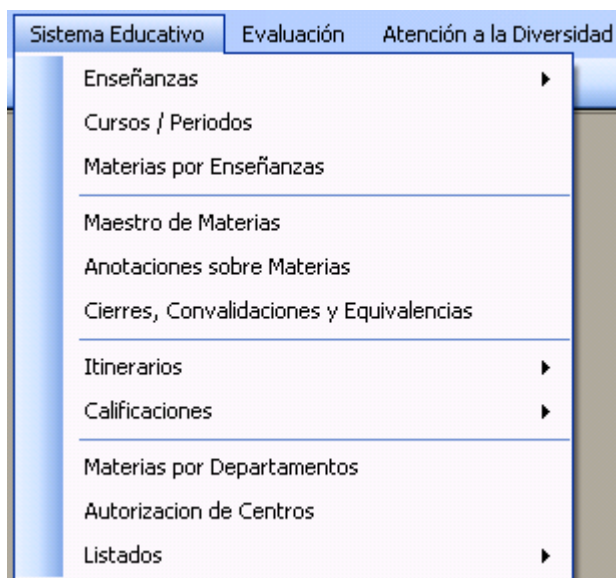 Sistema Educativo Evaluación Atención a la Diversidad
Enseñanzas
Cursos / Periodos
Materias por Enseñanzas
Maestro de Materias
Anotaciones sobre Materias
Cierres, Convalidaciones y Equivalencias
Itinerarios
Calificaciones
Materias por Departamentos
Autorizacion de Centros
Listados